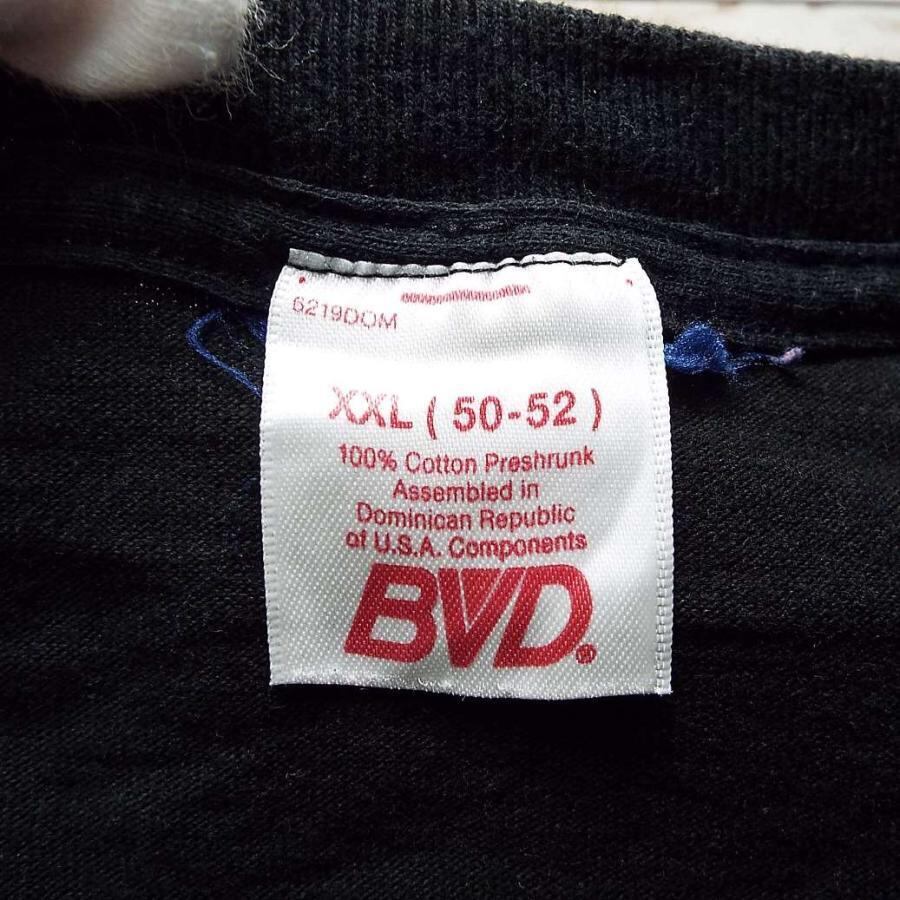 6219DOM
XXL ( 50-52 )
100% Cotton Preshrunk
Assembled in
Dominican Republic
of U.S.A. Components
BVD.